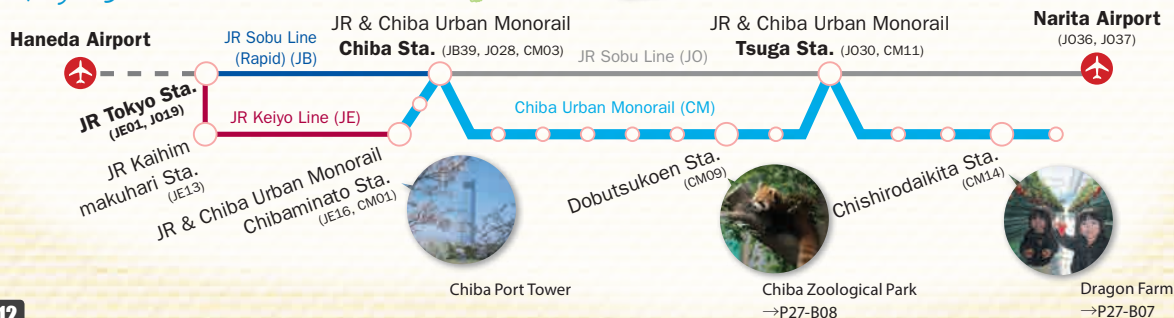 Haneda Airport
JR Sobu Line
(Rapid) (JB)
JR & Chiba Urban Monorail
Chiba Sta. (JB39, JO28, CM03)
JR Sobu Line (JO)
JR & Chiba Urban Monorail
Tsuga Sta. (JO30, CM11)
Narita Airport
(JO36, JO37)
JR Tokyo Sta.
(JE01, JO19)
JR Keiyo Line (JE)
Chiba Urban Monorail (CM)
JR Kaihim
makuhari Sta.
(JE13)
JR & Chiba Urban Monorail
Chibaminato Sta.
(JE16, CM01)
Dobutsukoen Sta.
(CM09)
Chishirodaikita Sta.
(CM14)
Chiba Port Tower
Chiba Zoological Park
→P27-B08
Dragon Farm
→P27-B07
12